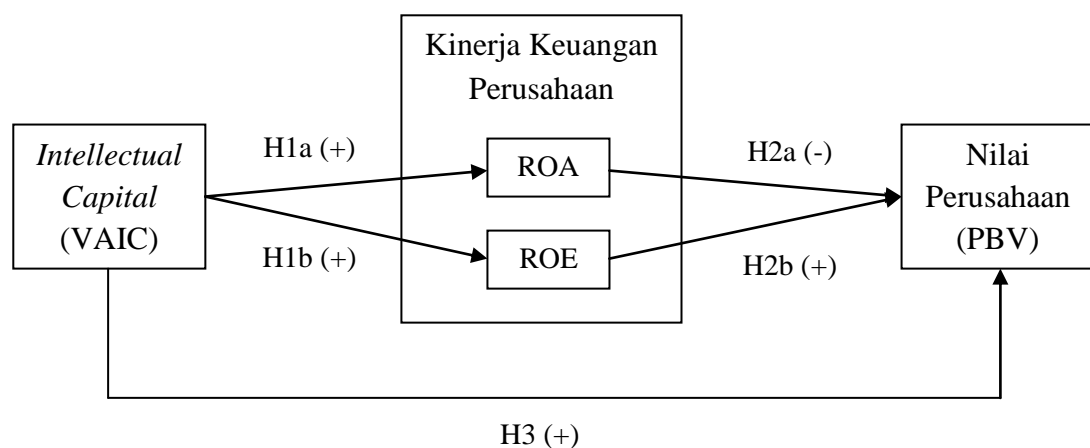 Kinerja Keuangan
Perusahaan
Intellectual
Capital
(VAIC)
H1a (+)
H1b (+)
ROA
ROE
H2a (-)
H2b (+)
Nilai
Perusahaan
(PBV)
H3 (+)